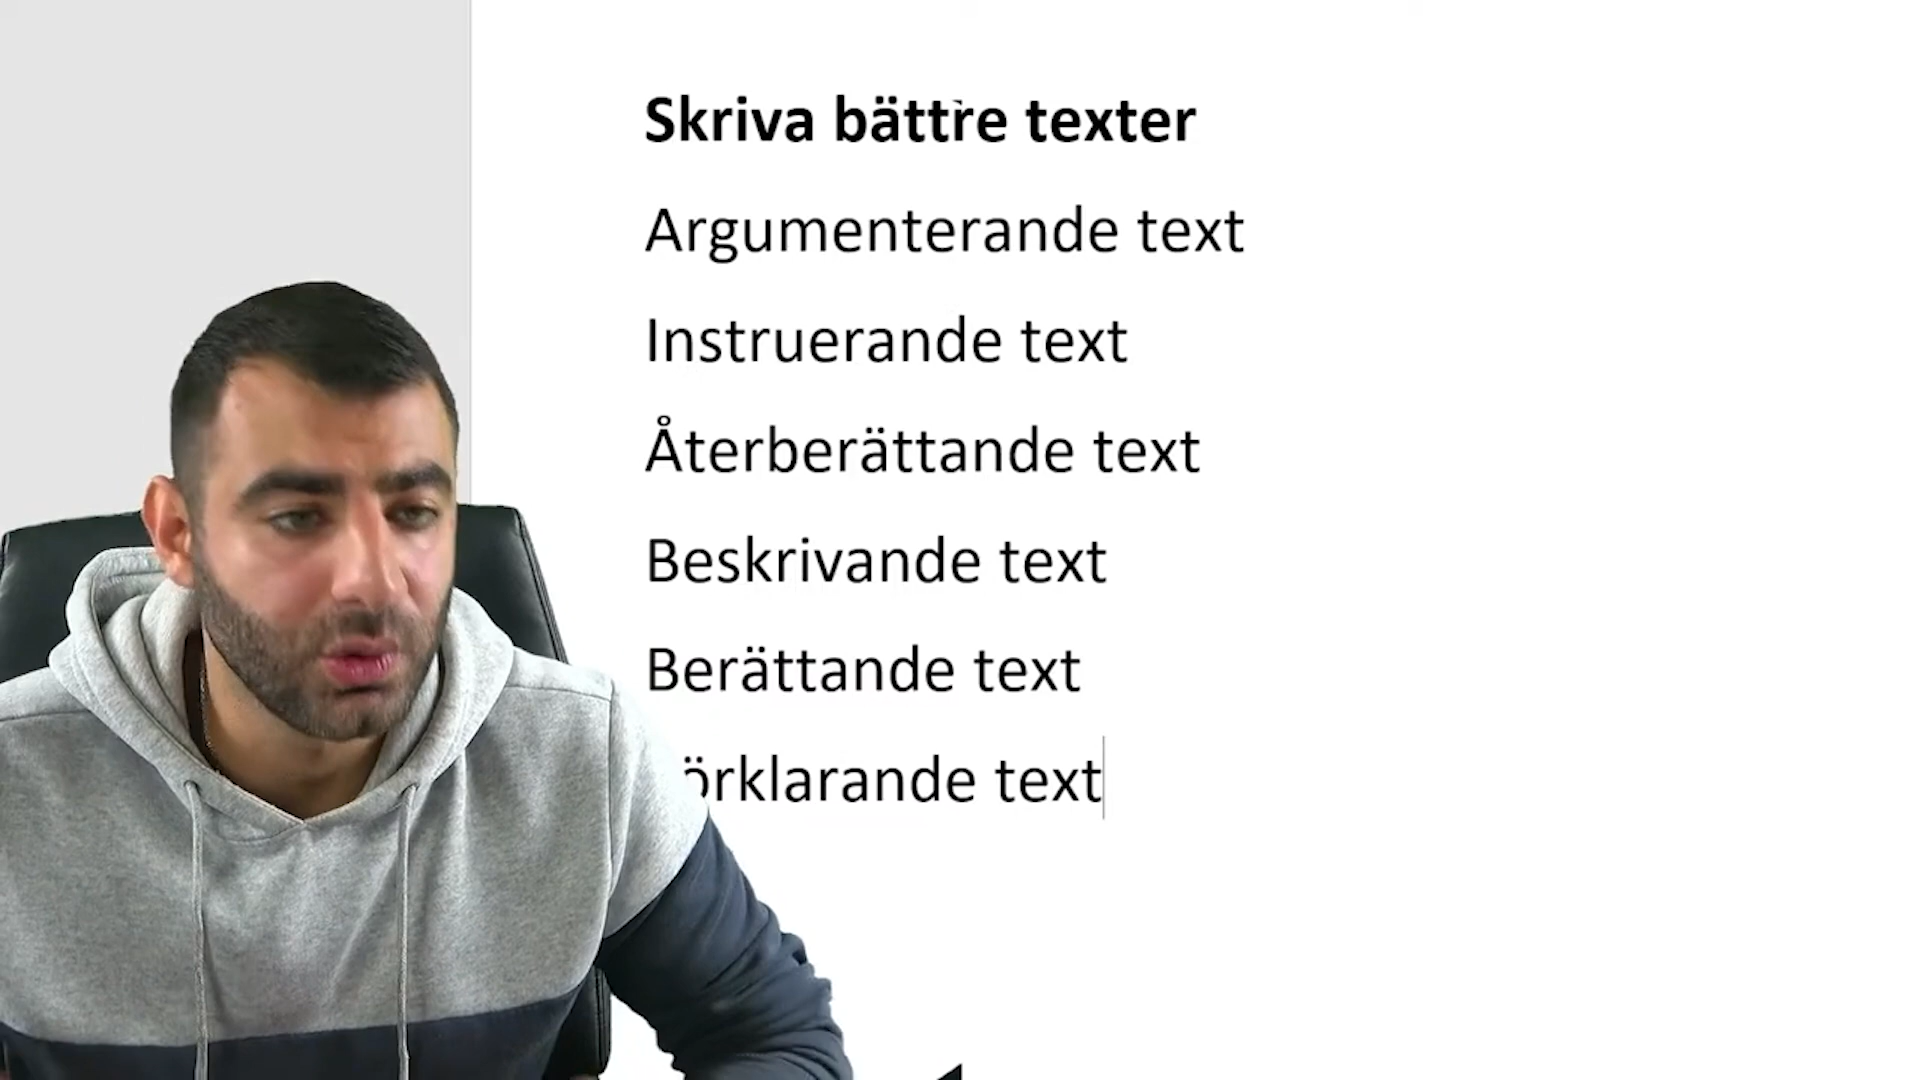 Skriva bättre texter
Argumenterande text
Instruerande text
Återberättande text
Beskrivande text
Berättande text
örklarande text